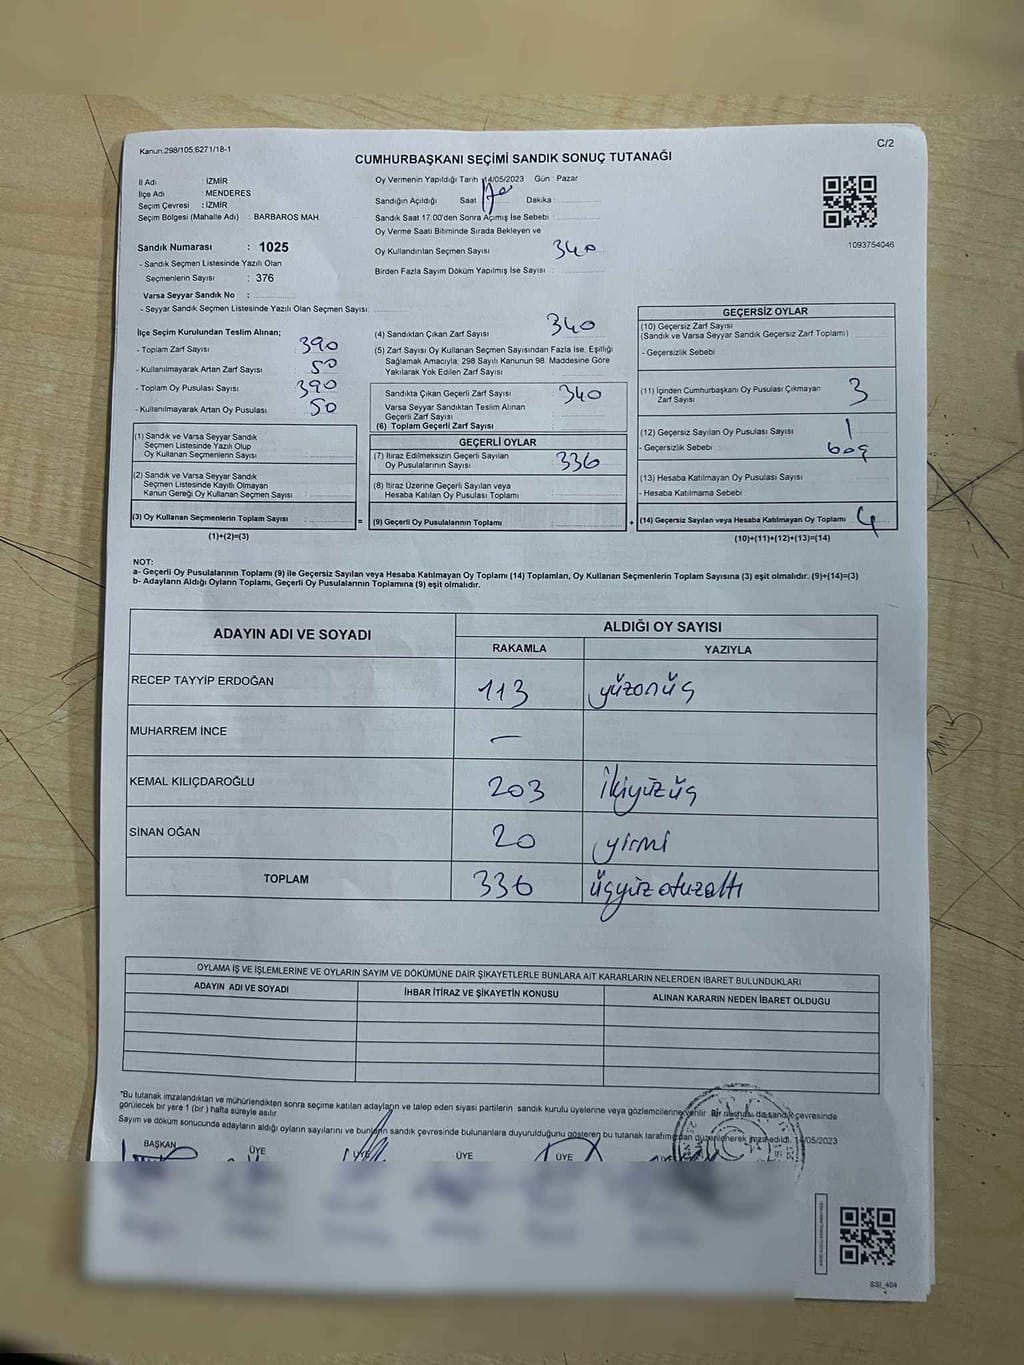 Kanun:298/105,6271/18-1
C/2
CUMHURBAŞKANI SEÇİMİ SANDIK SONUÇ TUTANAĞI
İl Adı : İZMİR
İlçe Adı : MENDERES
Seçim Çevresi : İZMİR
Seçim Bölgesi (Mahalle Adı) : BARBAROS MAH.
Sandık Numarası : 1025
- Sandık Seçmen Listesinde Yazılı Olan
Seçmenlerin Sayısı : 376
Varsa Seyyar Sandık No :
- Seyyar Sandık Seçmen Listesinde Yazılı Olan Seçmen Sayısı:
Oy Vermenin Yapıldığı Tarih : 14/05/2023 Gün : Pazar
Sandığın Açıldığı Saat Dakika :
Sandık Saat 17:00'den Sonra Açımış İse Sebebi
Oy Verme Saati Bitiminde Sırada Bekleyen ve
Oy Kullandırılan Seçmen Sayısı 340
Birden Fazla Sayım Döküm Yapılmış İse Sayısı :
1093754046
İlçe Seçim Kurulundan Teslim Alınan;
- Toplam Zarf Sayısı 390
- Kullanılmayarak Artan Zarf Sayısı 50
- Toplam Oy Pusulası Sayısı 390
- Kullanılmayarak Artan Oy Pusulası 50
(1) Sandık ve Varsa Seyyar Sandık
Seçmen Listesinde Yazılı Olup
Oy Kullanan Seçmenlerin Sayısı
(2) Sandık ve Varsa Seyyar Sandık
Seçmen Listesinde Kayıtlı Olmayan
Kanun Gereği Oy Kullanan Seçmen Sayısı
(3) Oy Kullanan Seçmenlerin Toplam Sayısı =
(1)+(2)=(3)
(4) Sandıktan Çıkan Zarf Sayısı 340
(5) Zarf Sayısı Oy Kullanan Seçmen Sayısından Fazla İse, Eşitliği
Sağlamak Amacıyla; 298 Sayılı Kanunun 98. Maddesine Göre
Yakılarak Yok Edilen Zarf Sayısı
Sandıkta Çıkan Geçerli Zarf Sayısı 340
Varsa Seyyar Sandıktan Teslim Alınan
Geçerli Zarf Sayısı
(6) Toplam Geçerli Zarf Sayısı
GEÇERLİ OYLAR
(7) İtiraz Edilmeksizin Geçerli Sayılan
Oy Pusulalarının Sayısı 336
(8) İtiraz Üzerine Geçerli Sayılan veya
Hesaba Katılan Oy Pusulası Toplamı
(9) Geçerli Oy Pusulalarının Toplamı +
GEÇERSİZ OYLAR
(10) Geçersiz Zarf Sayısı
(Sandık ve Varsa Seyyar Sandık Geçersiz Zarf Toplamı)
- Geçersizlik Sebebi
(11) İçinden Cumhurbaşkanı Oy Pusulası Çıkmayan
Zarf Sayısı 3
(12) Geçersiz Sayılan Oy Pusulası Sayısı 1
- Geçersizlik Sebebi boş
(13) Hesaba Katılmayan Oy Pusulası Sayısı
- Hesaba Katılmama Sebebi
(14) Geçersiz Sayılan veya Hesaba Katılmayan Oy Toplamı 4
(10)+(11)+(12)+(13)=(14)
NOT:
a- Geçerli Oy Pusulalarının Toplamı (9) ile Geçersiz Sayılan veya Hesaba Katılmayan Oy Toplamı (14) Toplamları, Oy Kullanan Seçmenlerin Toplam Sayısına (3) eşit olmalıdır. (9)+(14)=(3)
b- Adayların Aldığı Oyların Toplamı, Geçerli Oy Pusulalarının Toplamına (9) eşit olmalıdır.
ADAYIN ADI VE SOYADI
ALDIĞI OY SAYISI
RAKAMLA YAZIYLA
RECEP TAYYİP ERDOĞAN 113 yüzonüç
MUHARREM İNCE —
KEMAL KILIÇDAROĞLU 203 İkiyüzüç
SİNAN OĞAN 20 yirmi
TOPLAM 336 üçyüzotuzaltı
OYLAMA İŞ VE İŞLEMLERİNE VE OYLARIN SAYIM VE DÖKÜMÜNE DAİR ŞİKAYETLERLE BUNLARA AİT KARARLARIN NELERDEN İBARET BULUNDUKLARI
ADAYIN ADI VE SOYADI İHBAR İTİRAZ VE ŞİKAYETİN KONUSU ALINAN KARARIN NEDEN İBARET OLDUĞU
*Bu tutanak imzalandıktan ve mühürlendikten sonra seçime katılan adayların ve talep eden siyasi partilerin sandık kurulu üyelerine veya gözlemcilerine verilir. Bir nüshası da sandık çevresinde
görülecek bir yere 1 (bir) hafta süreyle asılır.
Sayım ve döküm sonucunda adayların aldığı oyların sayılarını ve bunların sandık çevresinde bulunanlara duyurulduğunu gösteren bu tutanak tarafımızdan düzenlenerek imza edildi. 14/05/2023
BAŞKAN ÜYE ÜYE ÜYE ÜYE
SSI_404